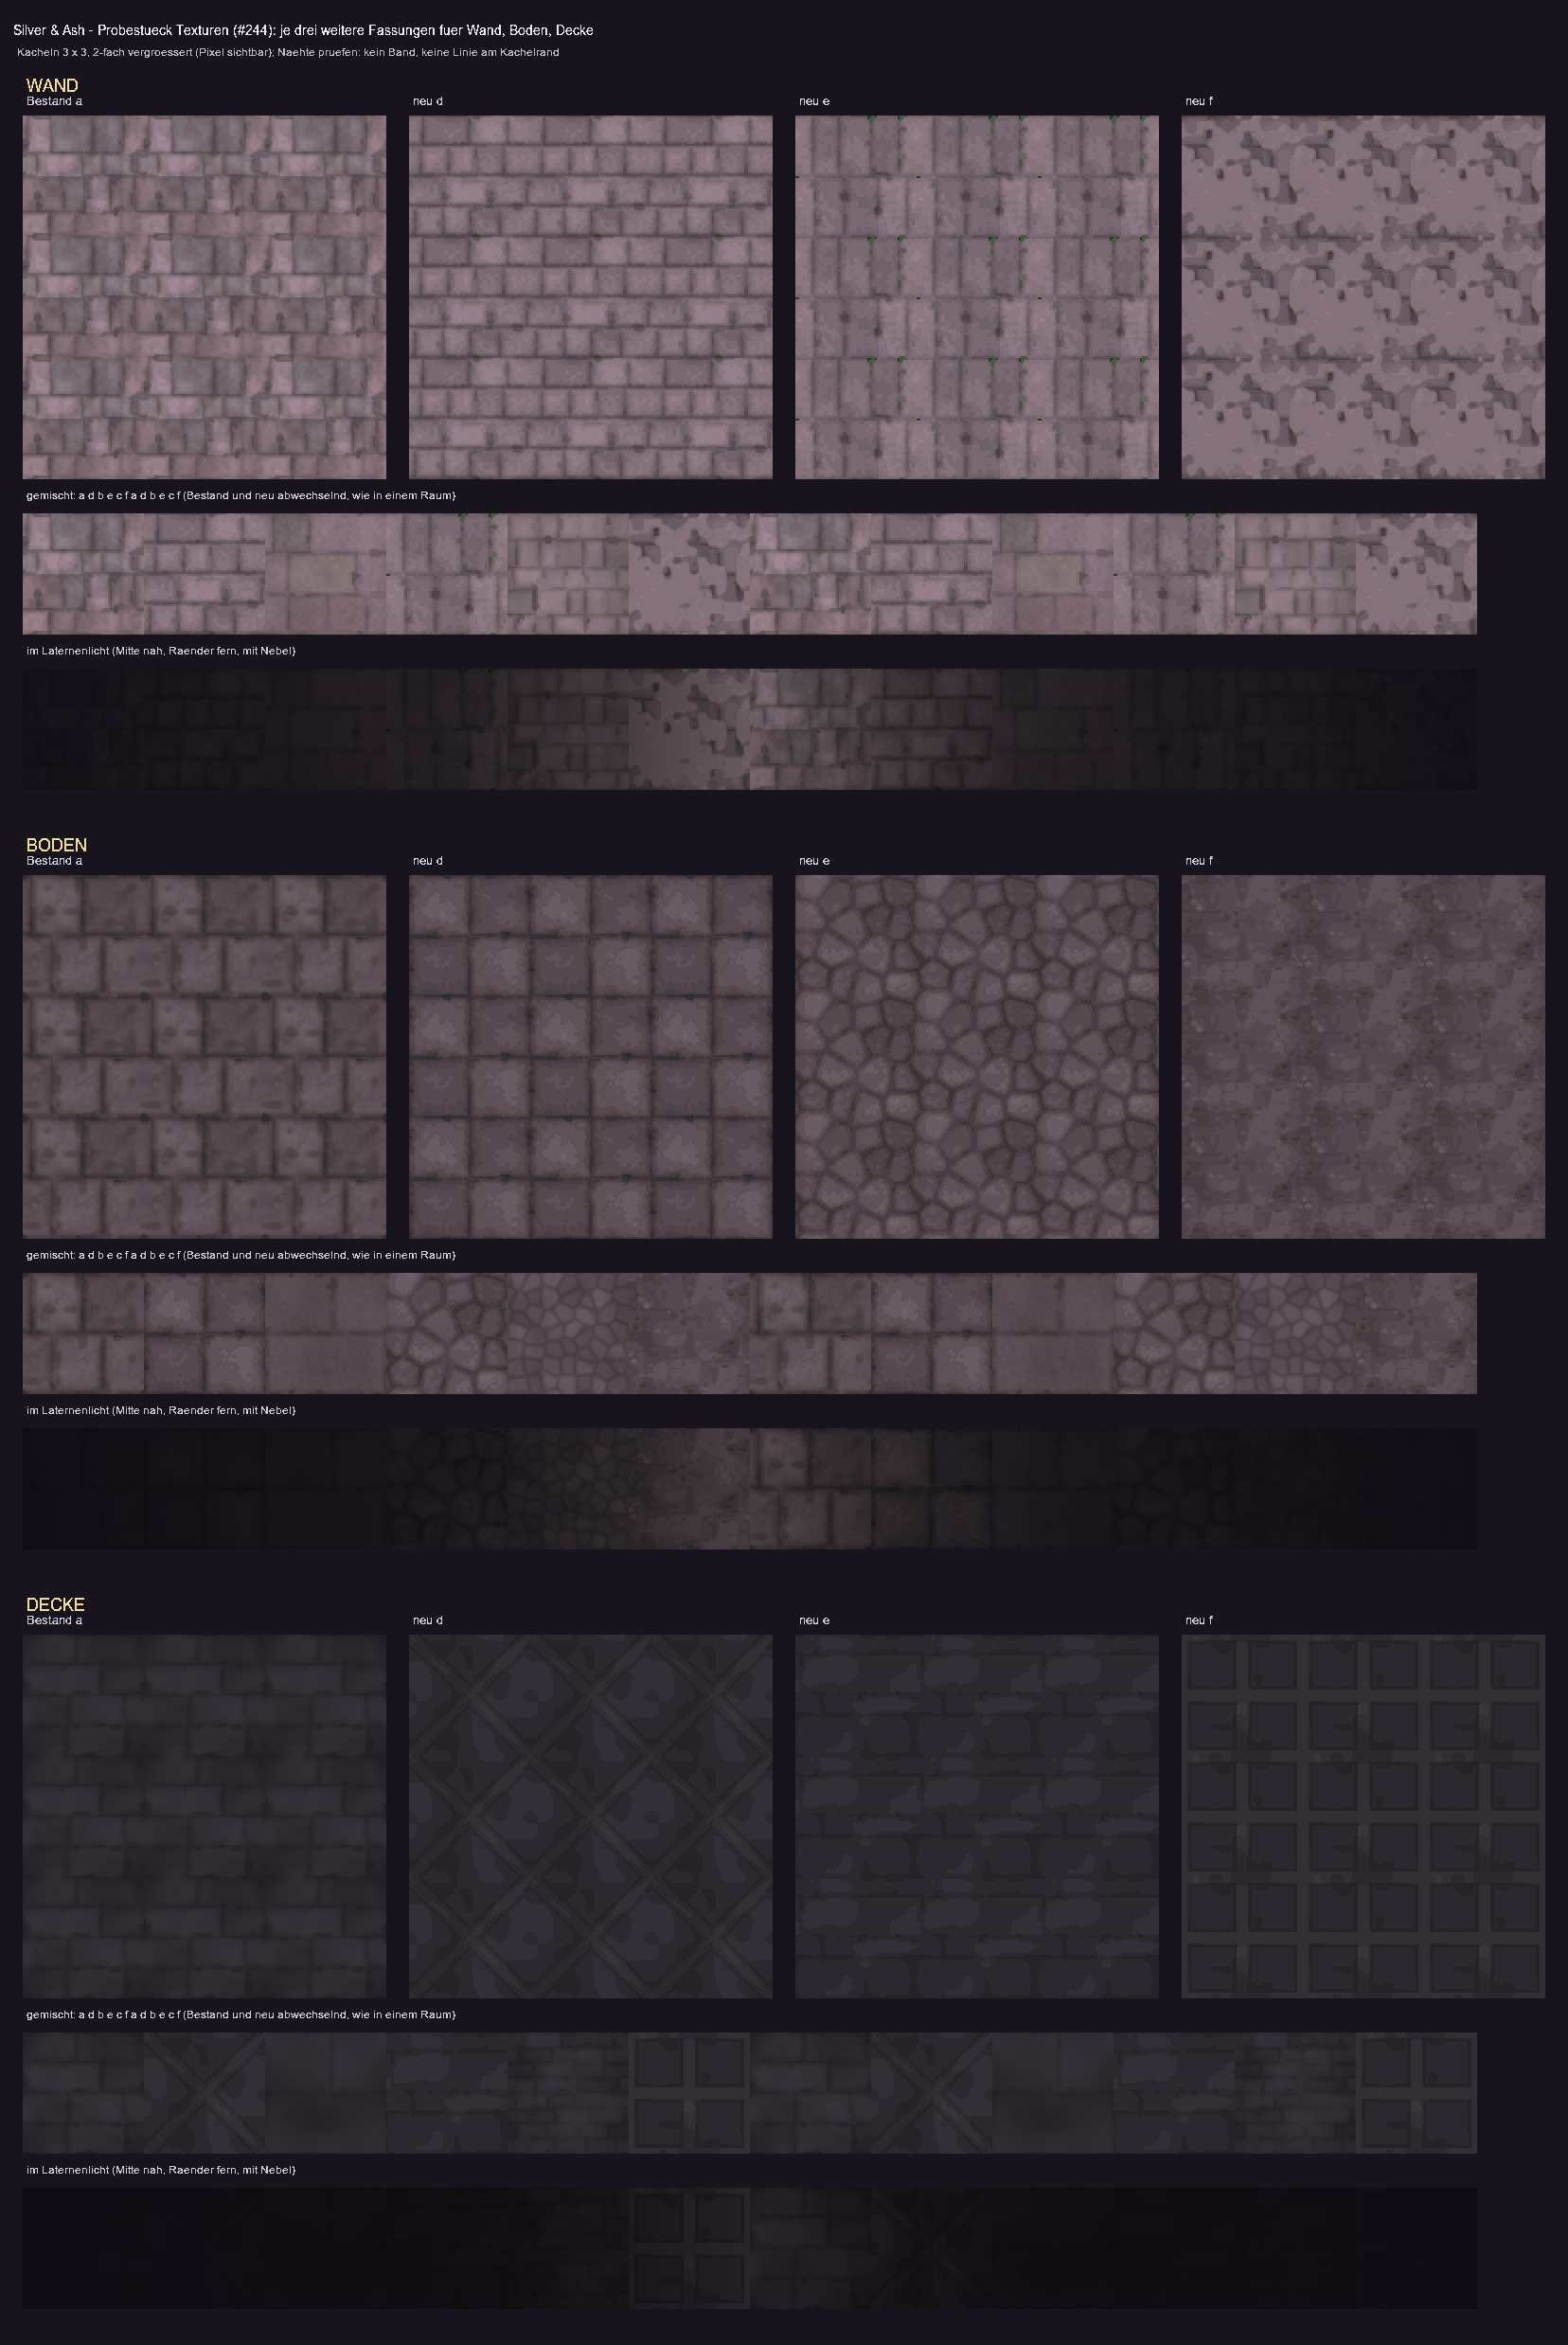 Silver & Ash - Probestueck Texturen (#244): je drei weitere Fassungen fuer Wand, Boden, Decke
Kacheln 3 x 3, 2-fach vergroessert (Pixel sichtbar); Naehte pruefen: kein Band, keine Linie am Kachelrand
WAND
Bestand a
neu d
neu e
neu f
gemischt: a d b e c f a d b e c f (Bestand und neu abwechselnd, wie in einem Raum)
im Laternenlicht (Mitte nah, Raender fern, mit Nebel)
BODEN
Bestand a
neu d
neu e
neu f
gemischt: a d b e c f a d b e c f (Bestand und neu abwechselnd, wie in einem Raum)
im Laternenlicht (Mitte nah, Raender fern, mit Nebel)
DECKE
Bestand a
neu d
neu e
neu f
gemischt: a d b e c f a d b e c f (Bestand und neu abwechselnd, wie in einem Raum)
im Laternenlicht (Mitte nah, Raender fern, mit Nebel)